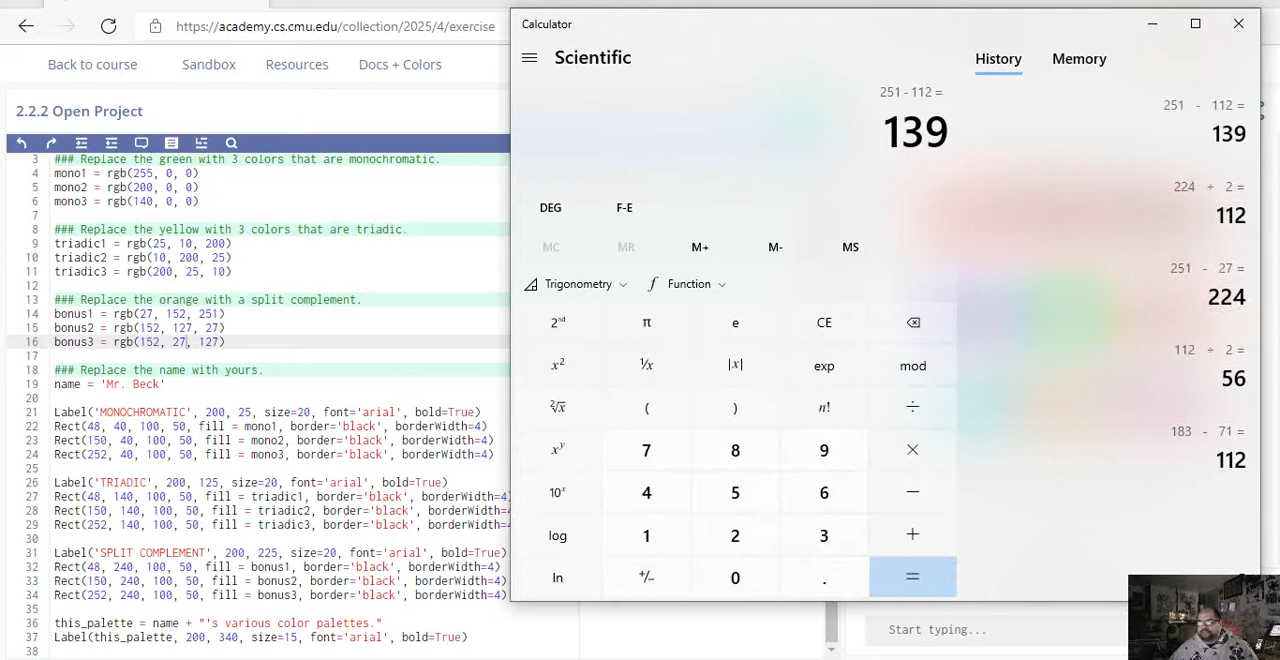 https://academy.cs.cmu.edu/collection/2025/4/exercise
Back to course
Sandbox
Resources
Docs + Colors
2.2.2 Open Project
3 ### Replace the green with 3 colors that are monochromatic.
4 mono1 = rgb(255, 0, 0)
5 mono2 = rgb(200, 0, 0)
6 mono3 = rgb(140, 0, 0)
7
8 ### Replace the yellow with 3 colors that are triadic.
9 triadic1 = rgb(25, 10, 200)
10 triadic2 = rgb(10, 200, 25)
11 triadic3 = rgb(200, 25, 10)
12
13 ### Replace the orange with a split complement.
14 bonus1 = rgb(27, 152, 251)
15 bonus2 = rgb(152, 127, 27)
16 bonus3 = rgb(152, 27, 127)
17
18 ### Replace the name with yours.
19 name = 'Mr. Beck'
20
21 Label('MONOCHROMATIC', 200, 25, size=20, font='arial', bold=True)
22 Rect(48, 40, 100, 50, fill = mono1, border='black', borderWidth=4)
23 Rect(150, 40, 100, 50, fill = mono2, border='black', borderWidth=4)
24 Rect(252, 40, 100, 50, fill = mono3, border='black', borderWidth=4)
25
26 Label('TRIADIC', 200, 125, size=20, font='arial', bold=True)
27 Rect(48, 140, 100, 50, fill = triadic1, border='black', borderWidth=4)
28 Rect(150, 140, 100, 50, fill = triadic2, border='black', borderWidth=4
29 Rect(252, 140, 100, 50, fill = triadic3, border='black', borderWidth=4
30
31 Label('SPLIT COMPLEMENT', 200, 225, size=20, font='arial', bold=True)
32 Rect(48, 240, 100, 50, fill = bonus1, border='black', borderWidth=4)
33 Rect(150, 240, 100, 50, fill = bonus2, border='black', borderWidth=4)
34 Rect(252, 240, 100, 50, fill = bonus3, border='black', borderWidth=4)
35
36 this_palette = name + "'s various color palettes."
37 Label(this_palette, 200, 340, size=15, font='arial', bold=True)
38
Calculator
Scientific
History
Memory
251 - 112 =
139
DEG
F-E
MC
MR
M+
M-
MS
Trigonometry
f Function
2nd
π
e
CE
x²
¹/x
|x|
exp
mod
²√x
(
)
n!
÷
xʸ
7
8
9
×
10ˣ
4
5
6
−
log
1
2
3
+
ln
+/−
0
.
=
251 - 112 =
139
224 ÷ 2 =
112
251 - 27 =
224
112 ÷ 2 =
56
183 - 71 =
112
Start typing...